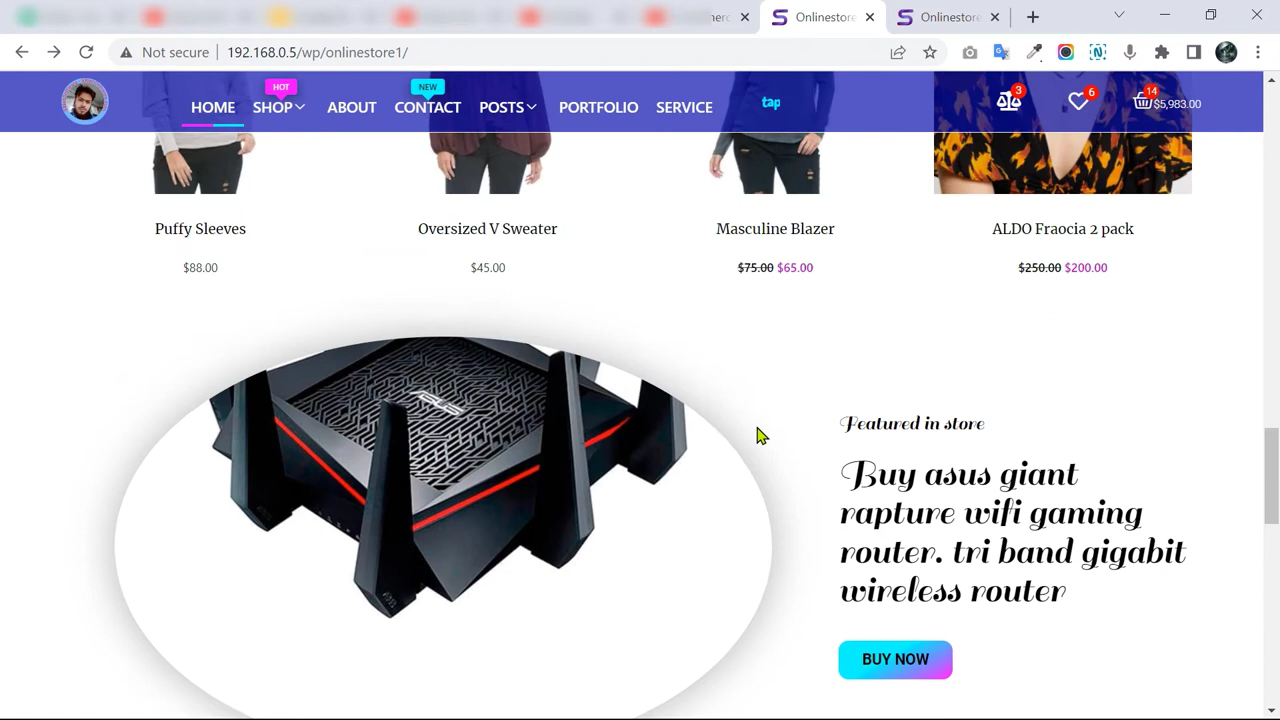 Onlinestore
Onlinestore
Not secure
192.168.0.5/wp/onlinestore1/
HOT
NEW
HOME SHOP ABOUT CONTACT POSTS PORTFOLIO SERVICE
tap
3
6
14
$5,983.00
Puffy Sleeves
$88.00
Oversized V Sweater
$45.00
Masculine Blazer
$75.00 $65.00
ALDO Fraocia 2 pack
$250.00 $200.00
Featured in store
Buy asus giant
rapture wifi gaming
router. tri band gigabit
wireless router
BUY NOW